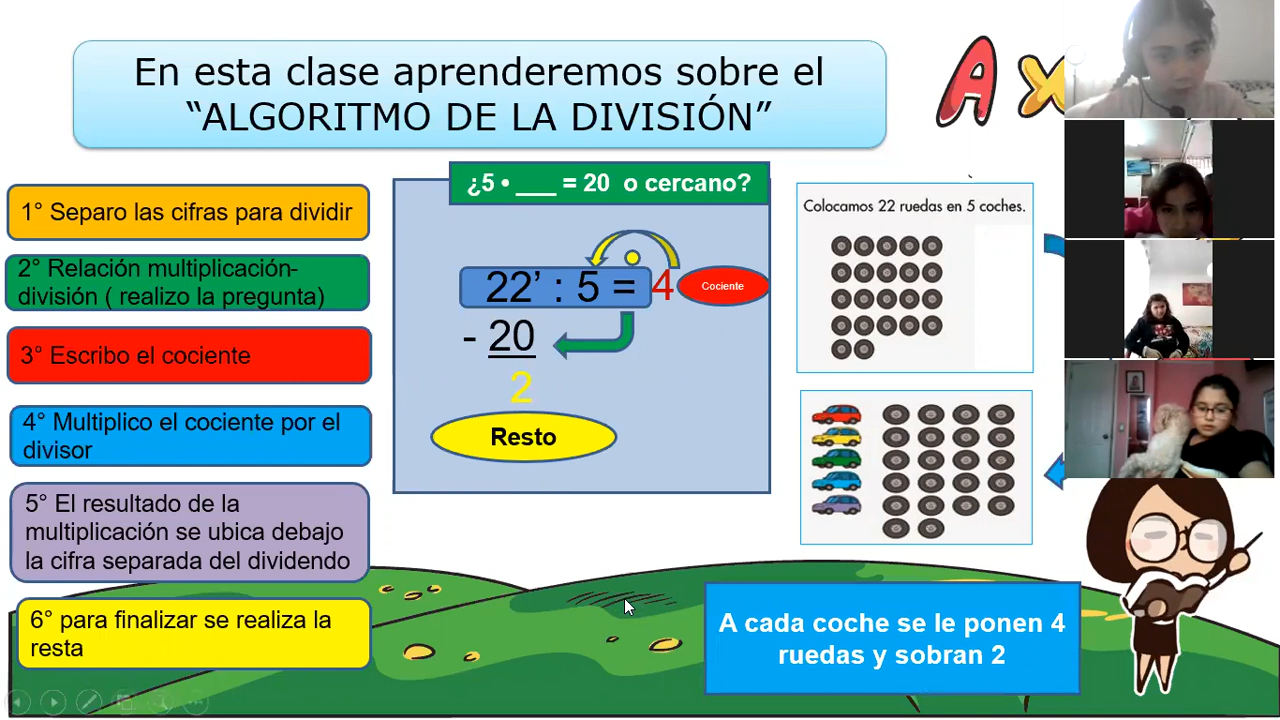 En esta clase aprenderemos sobre el
“ALGORITMO DE LA DIVISIÓN”
A x
1° Separo las cifras para dividir
2° Relación multiplicación-
división ( realizo la pregunta)
3° Escribo el cociente
4° Multiplico el cociente por el
divisor
5° El resultado de la
multiplicación se ubica debajo
la cifra separada del dividendo
6° para finalizar se realiza la
resta
¿5 • ___ = 20 o cercano?
22’ : 5 = 4
Cociente
- 20
2
Resto
Colocamos 22 ruedas en 5 coches.
A cada coche se le ponen 4
ruedas y sobran 2